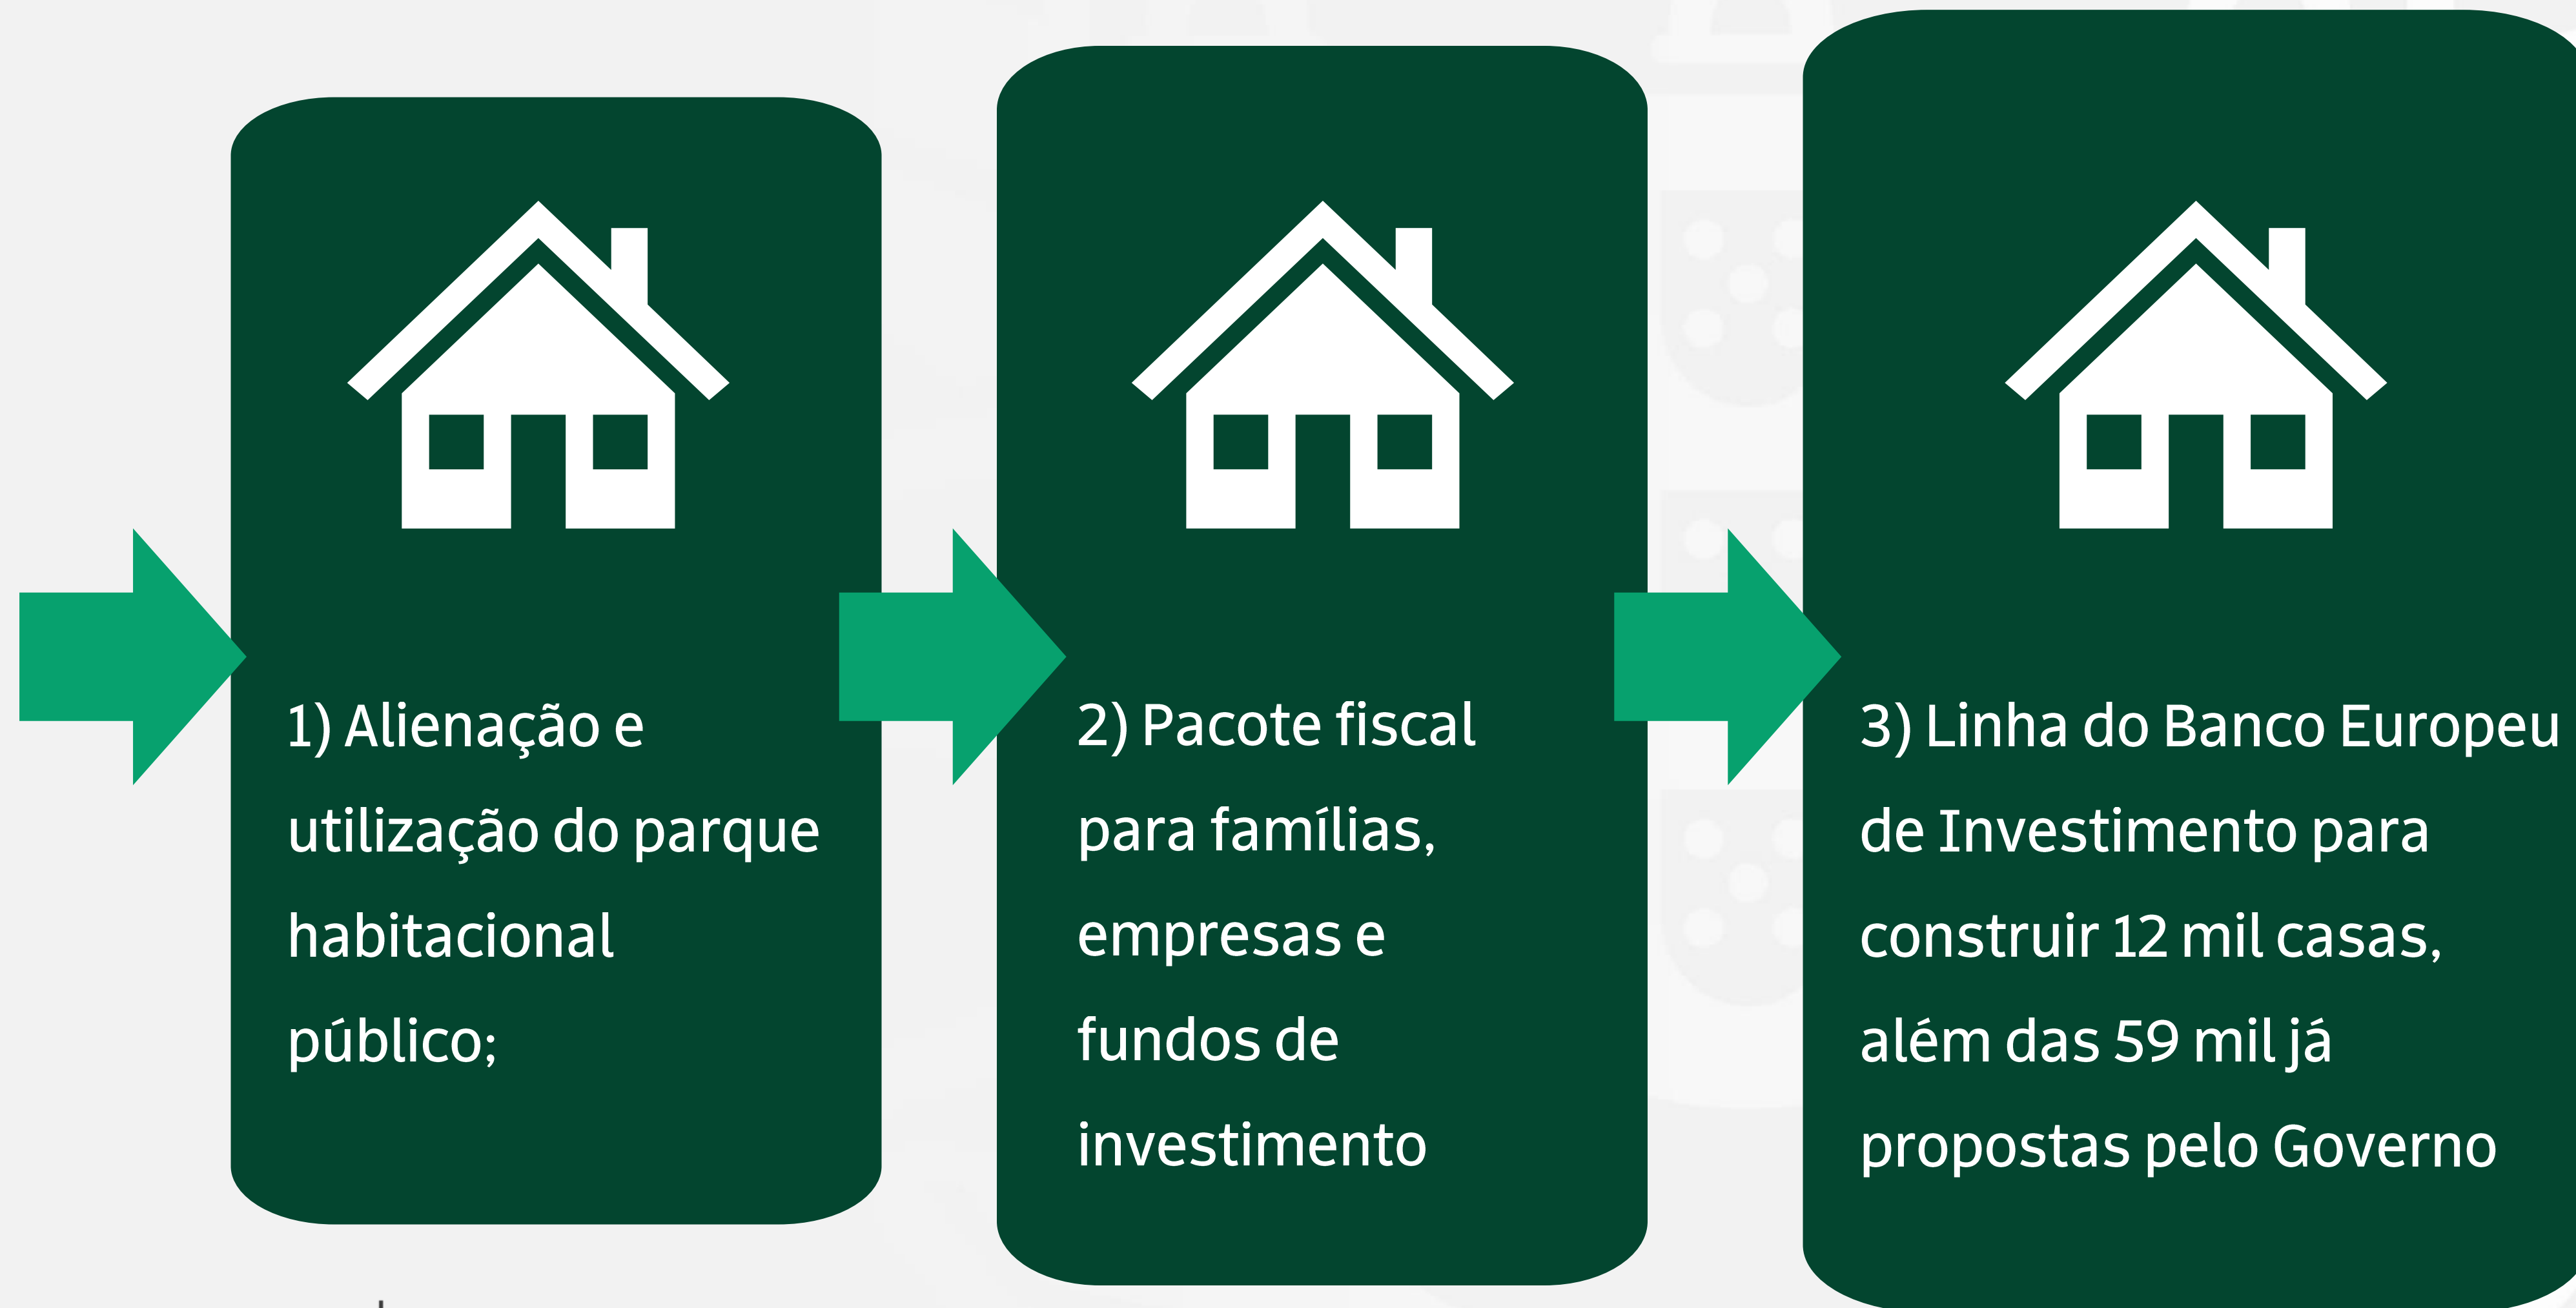 1) Alienação e
utilização do parque
habitacional
público;
2) Pacote fiscal
para famílias,
empresas e
fundos de
investimento
3) Linha do Banco Europeu
de Investimento para
construir 12 mil casas,
além das 59 mil já
propostas pelo Governo